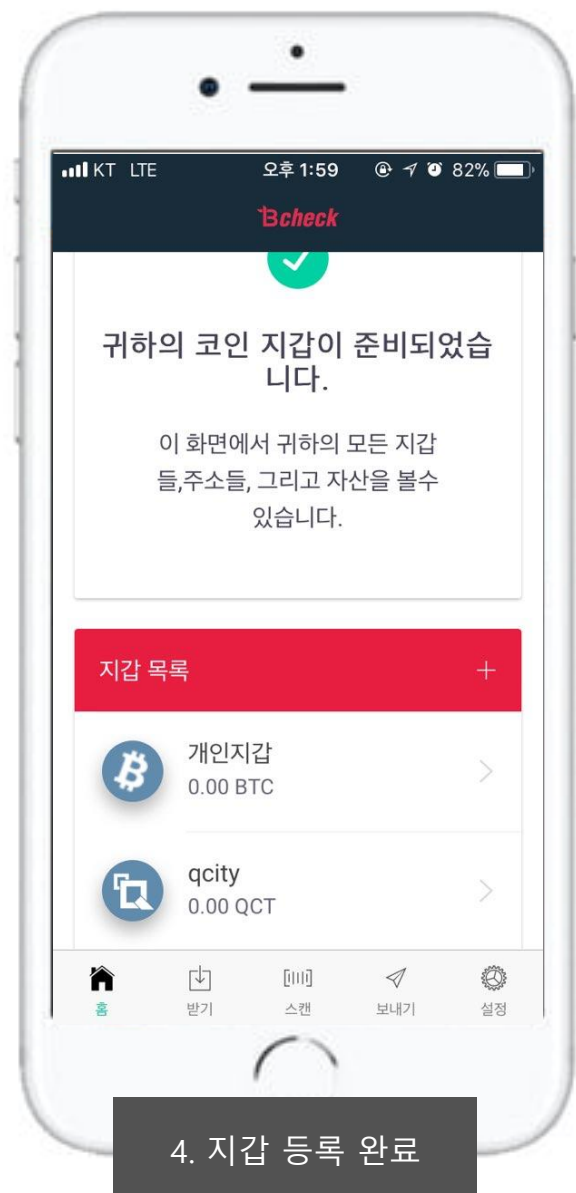 KT LTE 오후 1:59 82%
Bcheck
귀하의 코인 지갑이 준비되었습
니다.
이 화면에서 귀하의 모든 지갑
들,주소들, 그리고 자산을 볼수
있습니다.
지갑 목록 +
개인지갑
0.00 BTC
qcity
0.00 QCT
홈 받기 스캔 보내기 설정
4. 지갑 등록 완료